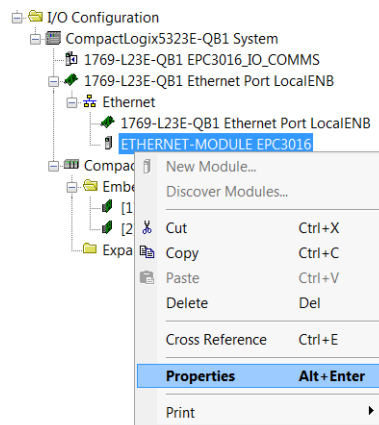 I/O Configuration
CompactLogix5323E-QB1 System
1769-L23E-QB1 EPC3016_IO_COMMS
1769-L23E-QB1 Ethernet Port LocalENB
Ethernet
1769-L23E-QB1 Ethernet Port LocalENB
ETHERNET-MODULE EPC3016
Compac
Embe
[1]
[2]
Expa
New Module...
Discover Modules...
Cut Ctrl+X
Copy Ctrl+C
Paste Ctrl+V
Delete Del
Cross Reference Ctrl+E
Properties Alt+Enter
Print